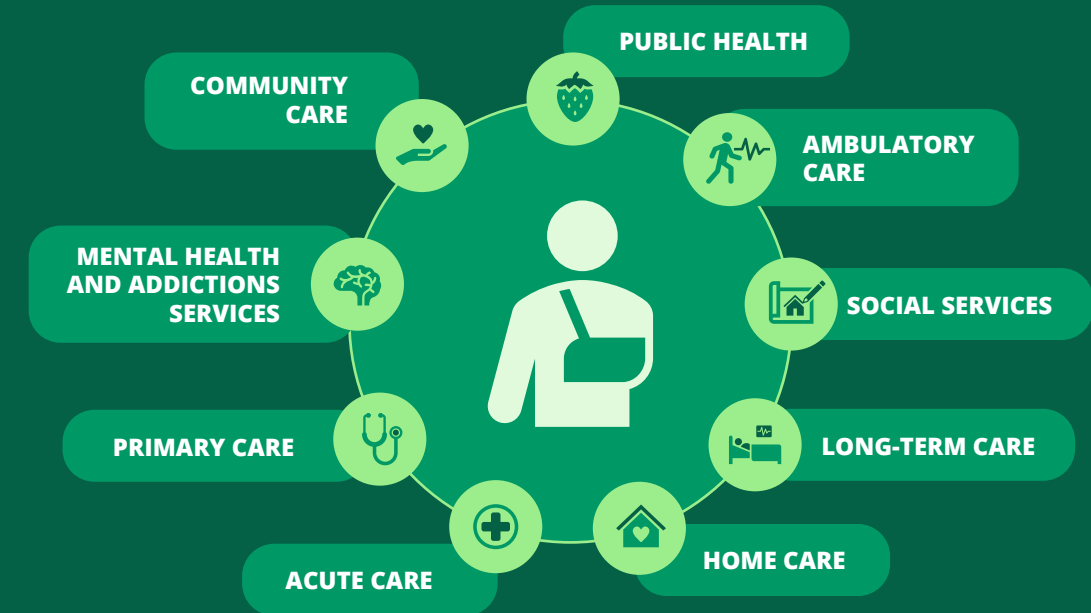 PUBLIC HEALTH
COMMUNITY
CARE
AMBULATORY
CARE
MENTAL HEALTH
AND ADDICTIONS
SERVICES
SOCIAL SERVICES
PRIMARY CARE
LONG-TERM CARE
HOME CARE
ACUTE CARE